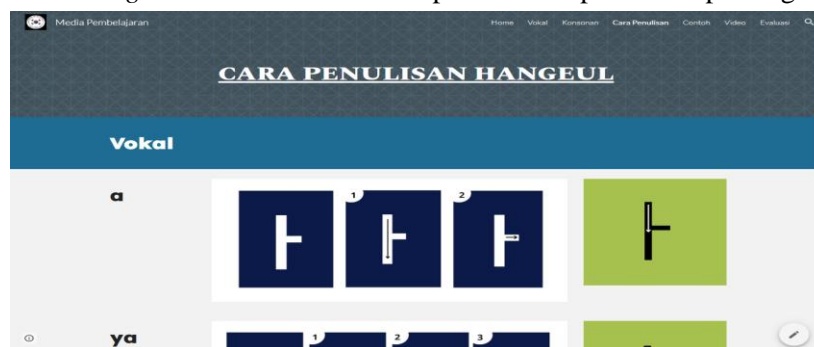 Media Pembelajaran
Home Vokal Konsonan Cara Penulisan Contoh Video Evaluasi
CARA PENULISAN HANGEUL
Vokal
a
ㅏ 1 ㅏ 2 ㅏ ㅏ
ya
1 2 3